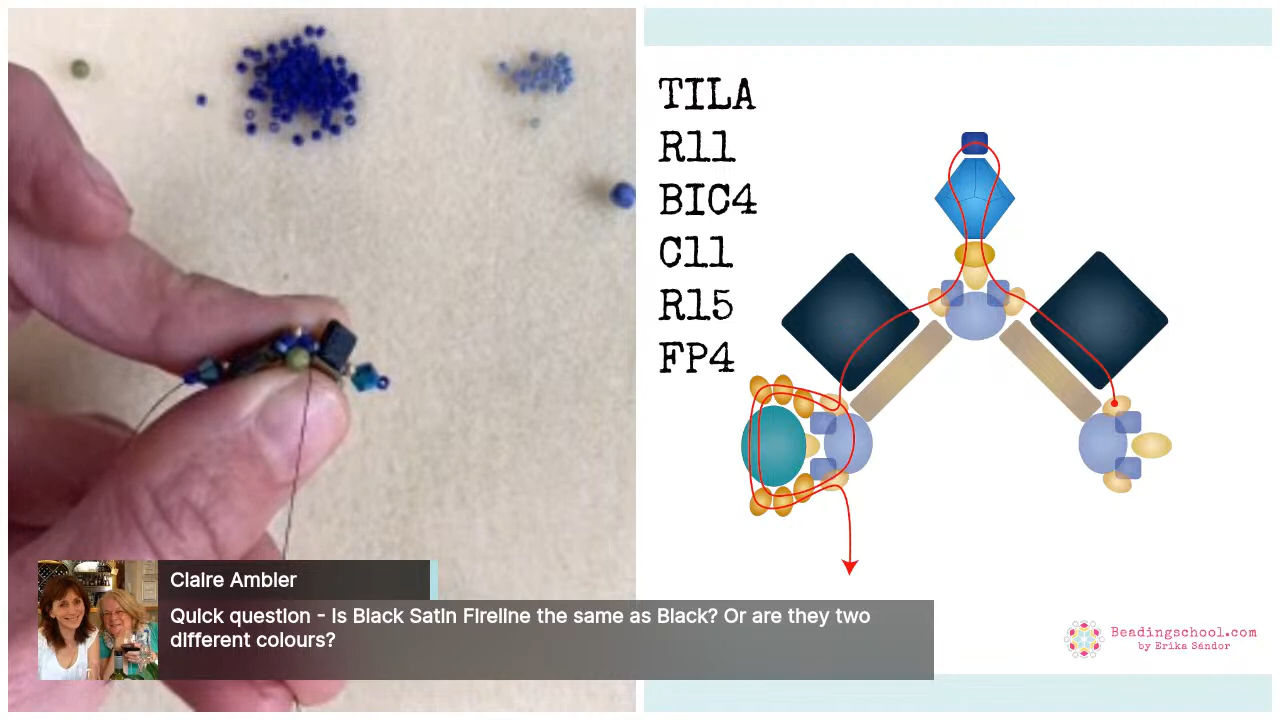 TILA
R11
BIC4
C11
R15
FP4
Claire Ambler
Quick question - Is Black Satin Fireline the same as Black? Or are they two
different colours?
Beadingschool.com
by Erika Sándor